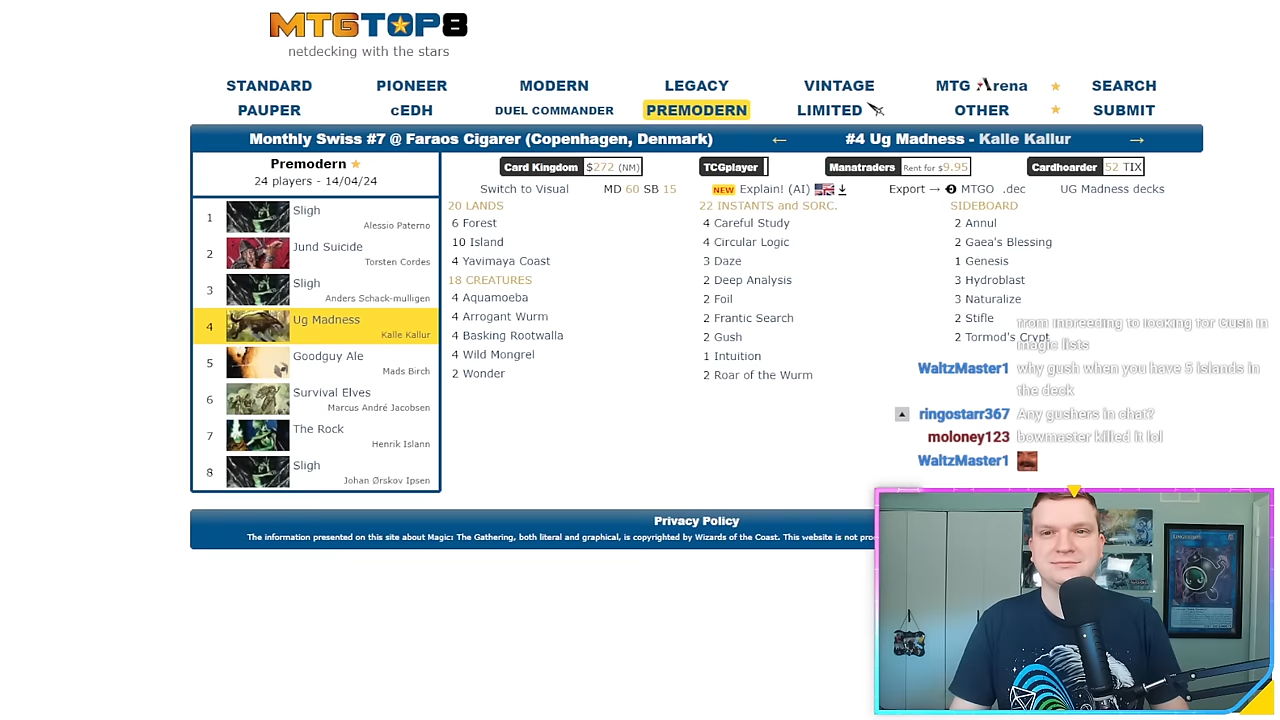 MTGTOP8
netdecking with the stars
STANDARD PIONEER MODERN LEGACY VINTAGE MTG Arena SEARCH
PAUPER cEDH DUEL COMMANDER PREMODERN LIMITED OTHER SUBMIT
Monthly Swiss #7 @ Faraos Cigarer (Copenhagen, Denmark) ← #4 Ug Madness - Kalle Kallur →
Premodern
24 players - 14/04/24
1 Sligh
Alessio Paterno
2 Jund Suicide
Torsten Cordes
3 Sligh
Anders Schack-mulligen
4 Ug Madness
Kalle Kallur
5 Goodguy Ale
Mads Birch
6 Survival Elves
Marcus André Jacobsen
7 The Rock
Henrik Islann
8 Sligh
Johan Ørskov Ipsen
Card Kingdom $272 (NM) TCGplayer Manatraders Rent for $9.95 Cardhoarder 52 TIX
Switch to Visual MD 60 SB 15 NEW Explain! (AI) Export → MTGO .dec UG Madness decks
20 LANDS
6 Forest
10 Island
4 Yavimaya Coast
18 CREATURES
4 Aquamoeba
4 Arrogant Wurm
4 Basking Rootwalla
4 Wild Mongrel
2 Wonder
22 INSTANTS and SORC.
4 Careful Study
4 Circular Logic
3 Daze
2 Deep Analysis
2 Foil
2 Frantic Search
2 Gush
1 Intuition
2 Roar of the Wurm
SIDEBOARD
2 Annul
2 Gaea's Blessing
1 Genesis
3 Hydroblast
3 Naturalize
2 Stifle
2 Tormod's Crypt
from inbreeding to looking for Gush in
magic lists
WaltzMaster1 why gush when you have 5 islands in
the deck
ringostarr367 Any gushers in chat?
moloney123 bowmaster killed it lol
WaltzMaster1
Privacy Policy
The information presented on this site about Magic: The Gathering, both literal and graphical, is copyrighted by Wizards of the Coast. This website is not